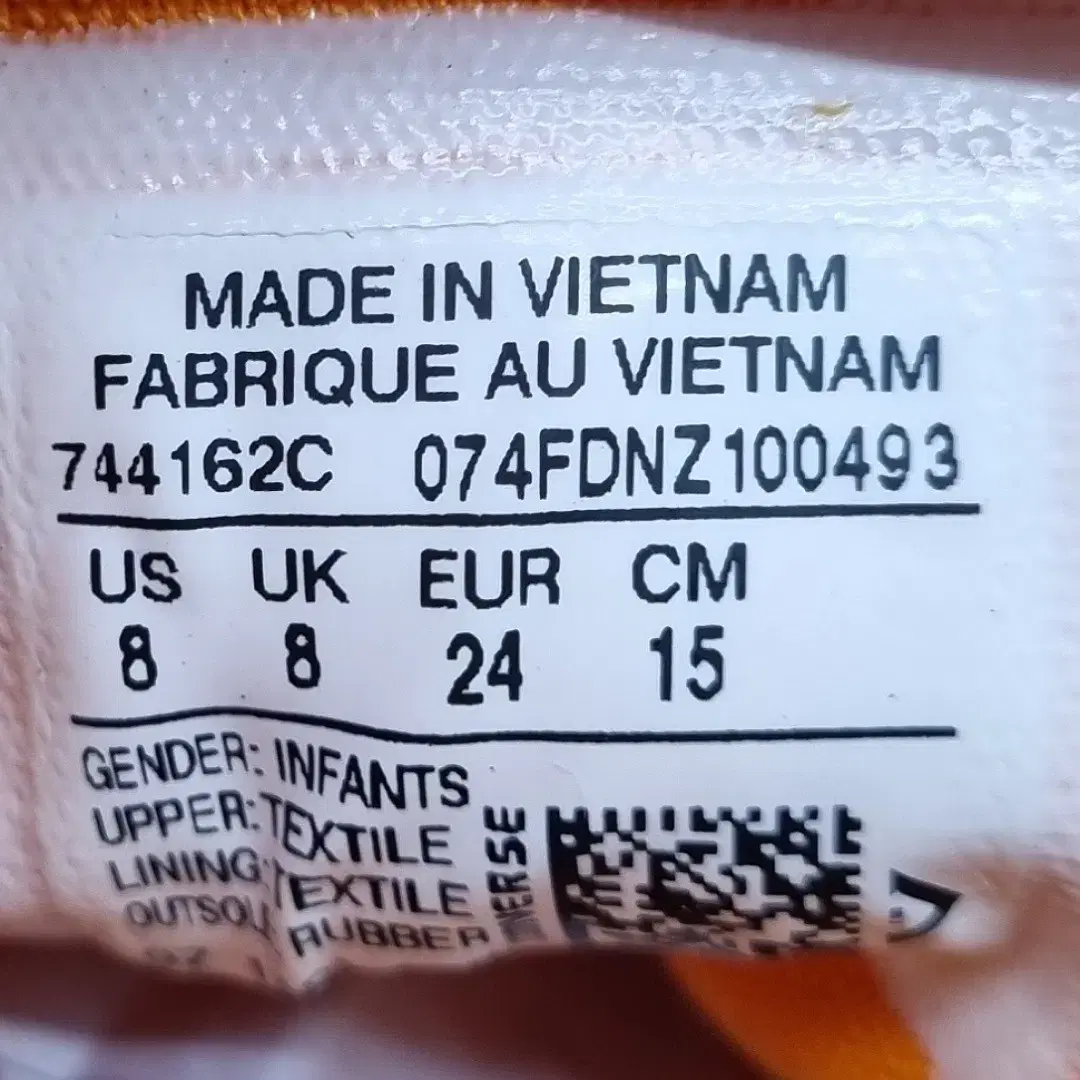 MADE IN VIETNAM
FABRIQUE AU VIETNAM
744162C 074FDNZ100493
US UK EUR CM
8 8 24 15
GENDER: INFANTS
UPPER: TEXTILE
LINING: TEXTILE
RUBBER